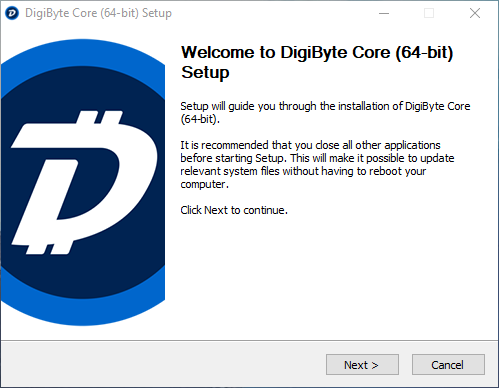 DigiByte Core (64-bit) Setup
Welcome to DigiByte Core (64-bit)
Setup
Setup will guide you through the installation of DigiByte Core
(64-bit).
It is recommended that you close all other applications
before starting Setup. This will make it possible to update
relevant system files without having to reboot your
computer.
Click Next to continue.
Next >
Cancel